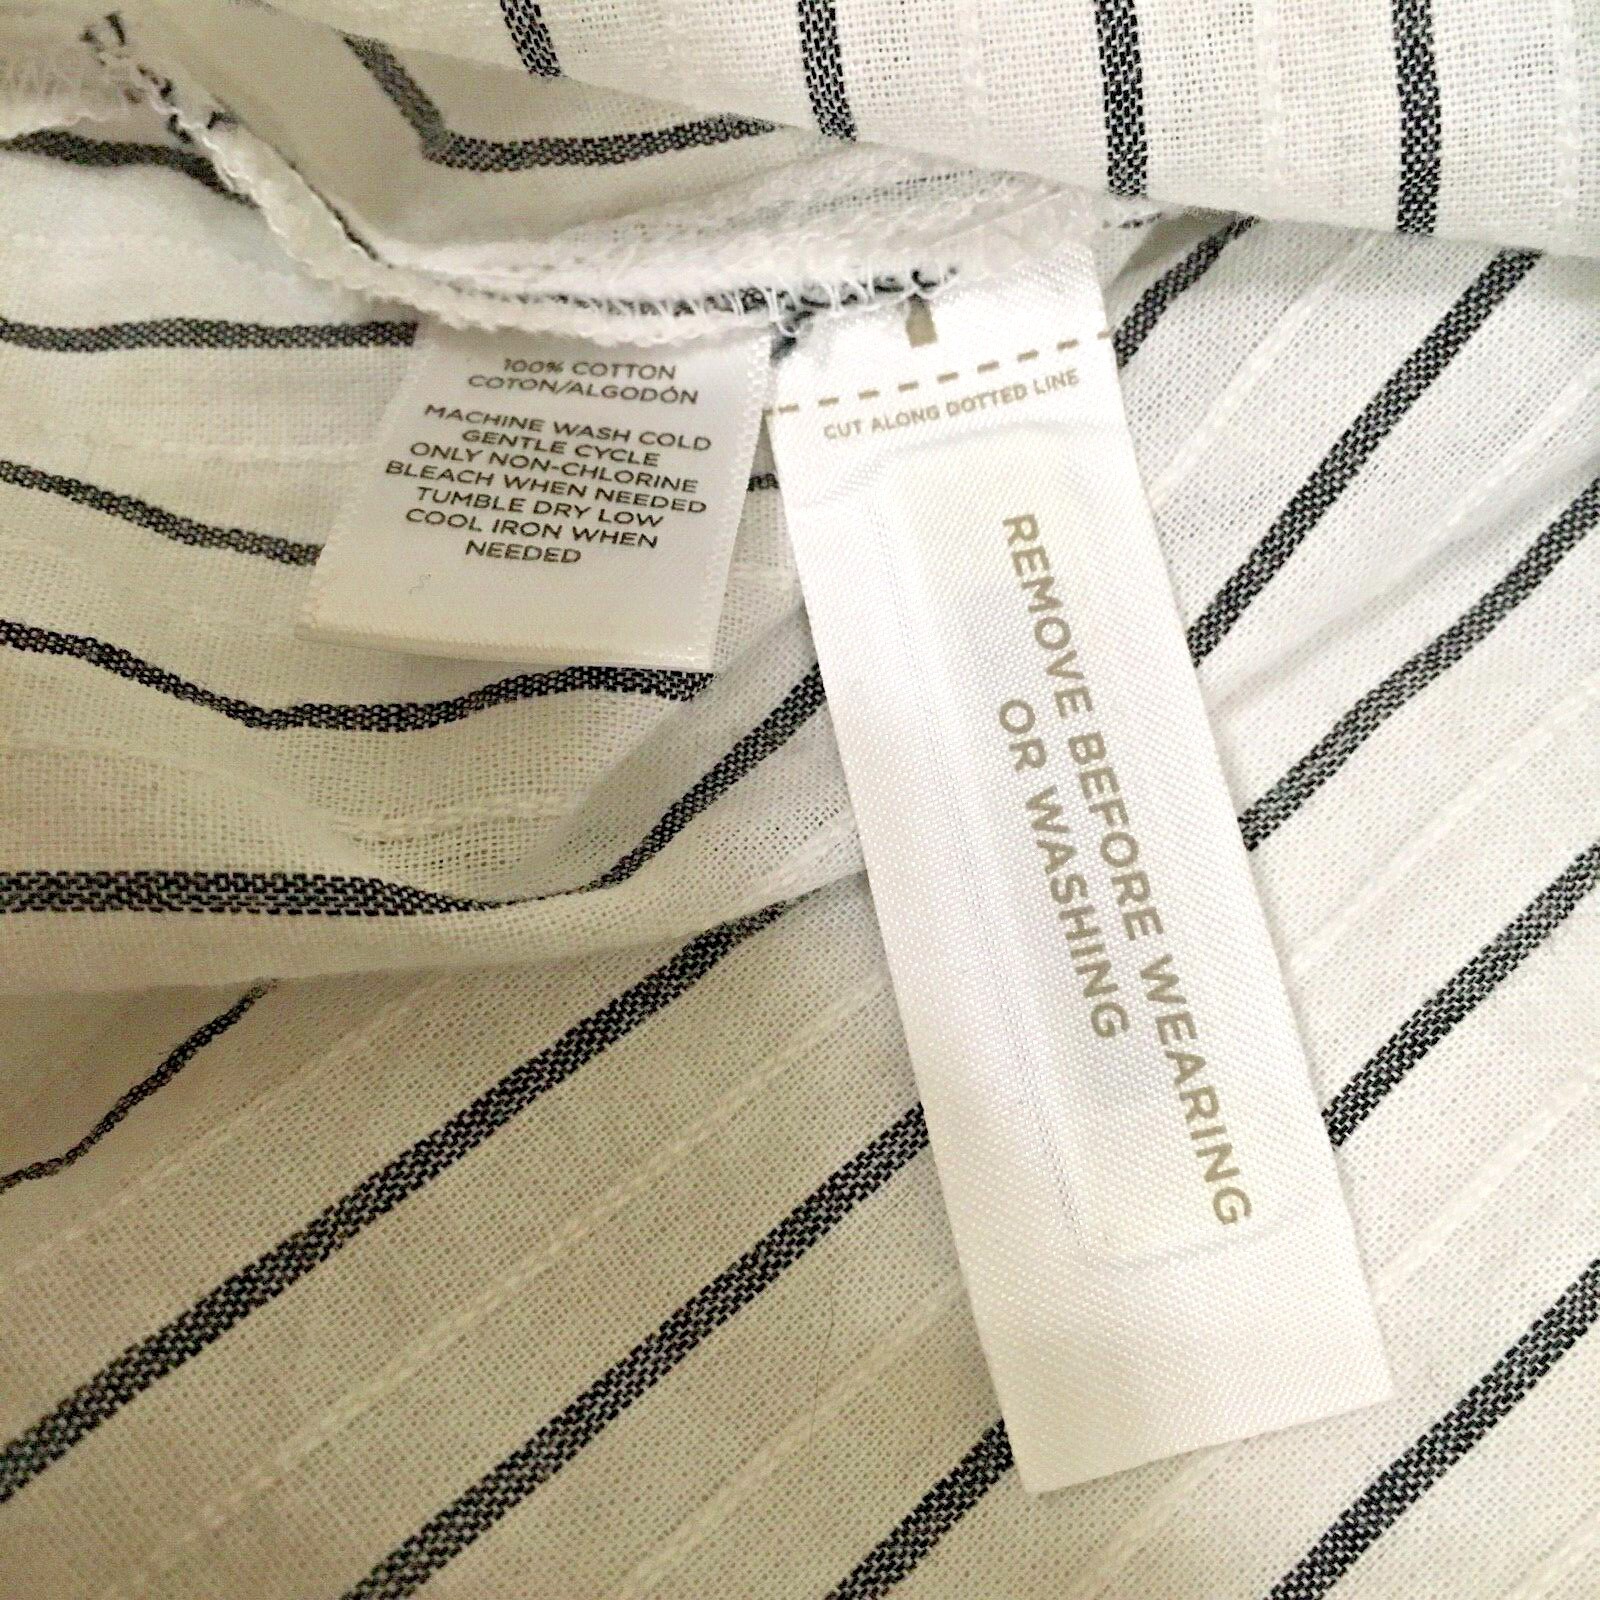 100% COTTON
COTON/ALGODÓN
MACHINE WASH COLD
GENTLE CYCLE
ONLY NON-CHLORINE
BLEACH WHEN NEEDED
TUMBLE DRY LOW
COOL IRON WHEN
NEEDED
CUT ALONG DOTTED LINE
REMOVE BEFORE WEARING
OR WASHING